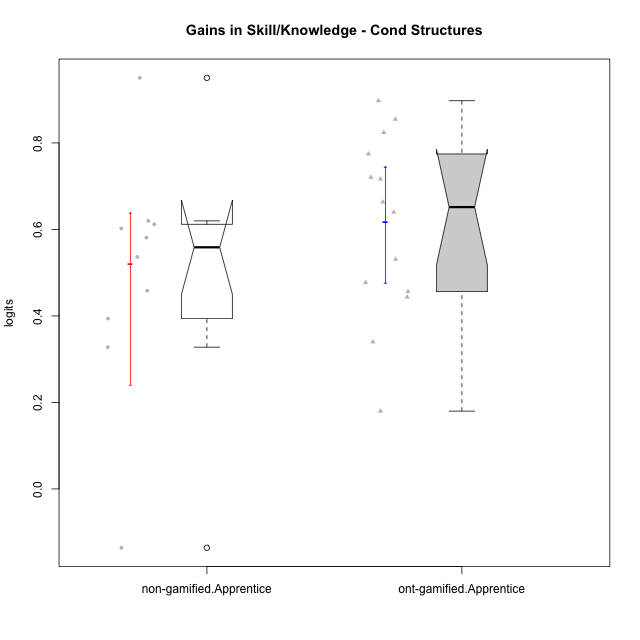 Gains in Skill/Knowledge - Cond Structures
logits
0.8
0.6
0.4
0.2
0.0
non-gamified.Apprentice
ont-gamified.Apprentice